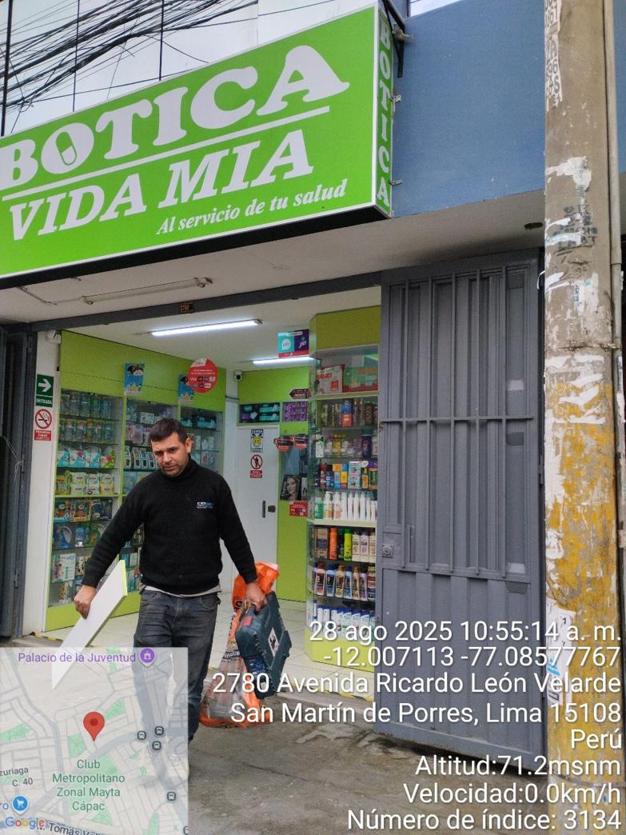 BOTICA
VIDA MIA
Al servicio de tu salud
BOTICA
28 ago 2025 10:55:14 a. m.
-12.007113 -77.08577767
2780 Avenida Ricardo León Velarde
San Martín de Porres, Lima 15108
Perú
Altitud:71.2msnm
Velocidad:0.0km/h
Número de índice: 3134
Palacio de la Juventud
Club
Metropolitano
Zonal Mayta
Cápac
C. 40
Google